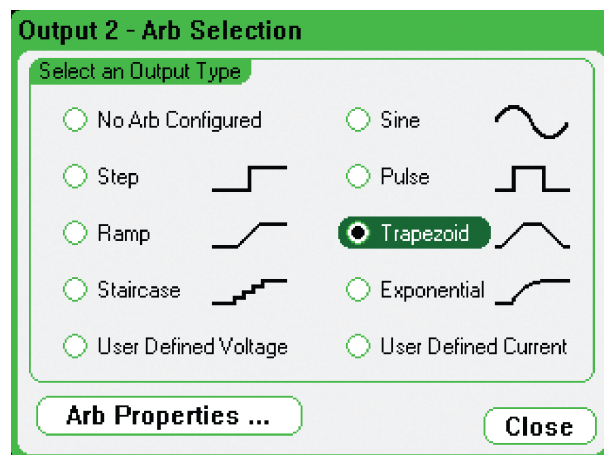 Output 2 - Arb Selection
Select an Output Type
No Arb Configured
Sine
Step
Pulse
Ramp
Trapezoid
Staircase
Exponential
User Defined Voltage
User Defined Current
Arb Properties ...
Close